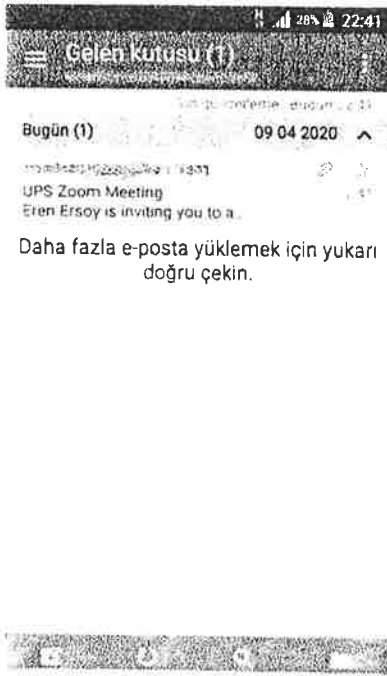 H 28% 22:41
Gelen kutusu (1)
Bugün (1) 09 04 2020
UPS Zoom Meeting
Eren Ersoy is inviting you to a..
Daha fazla e-posta yüklemek için yukarı
doğru çekin.